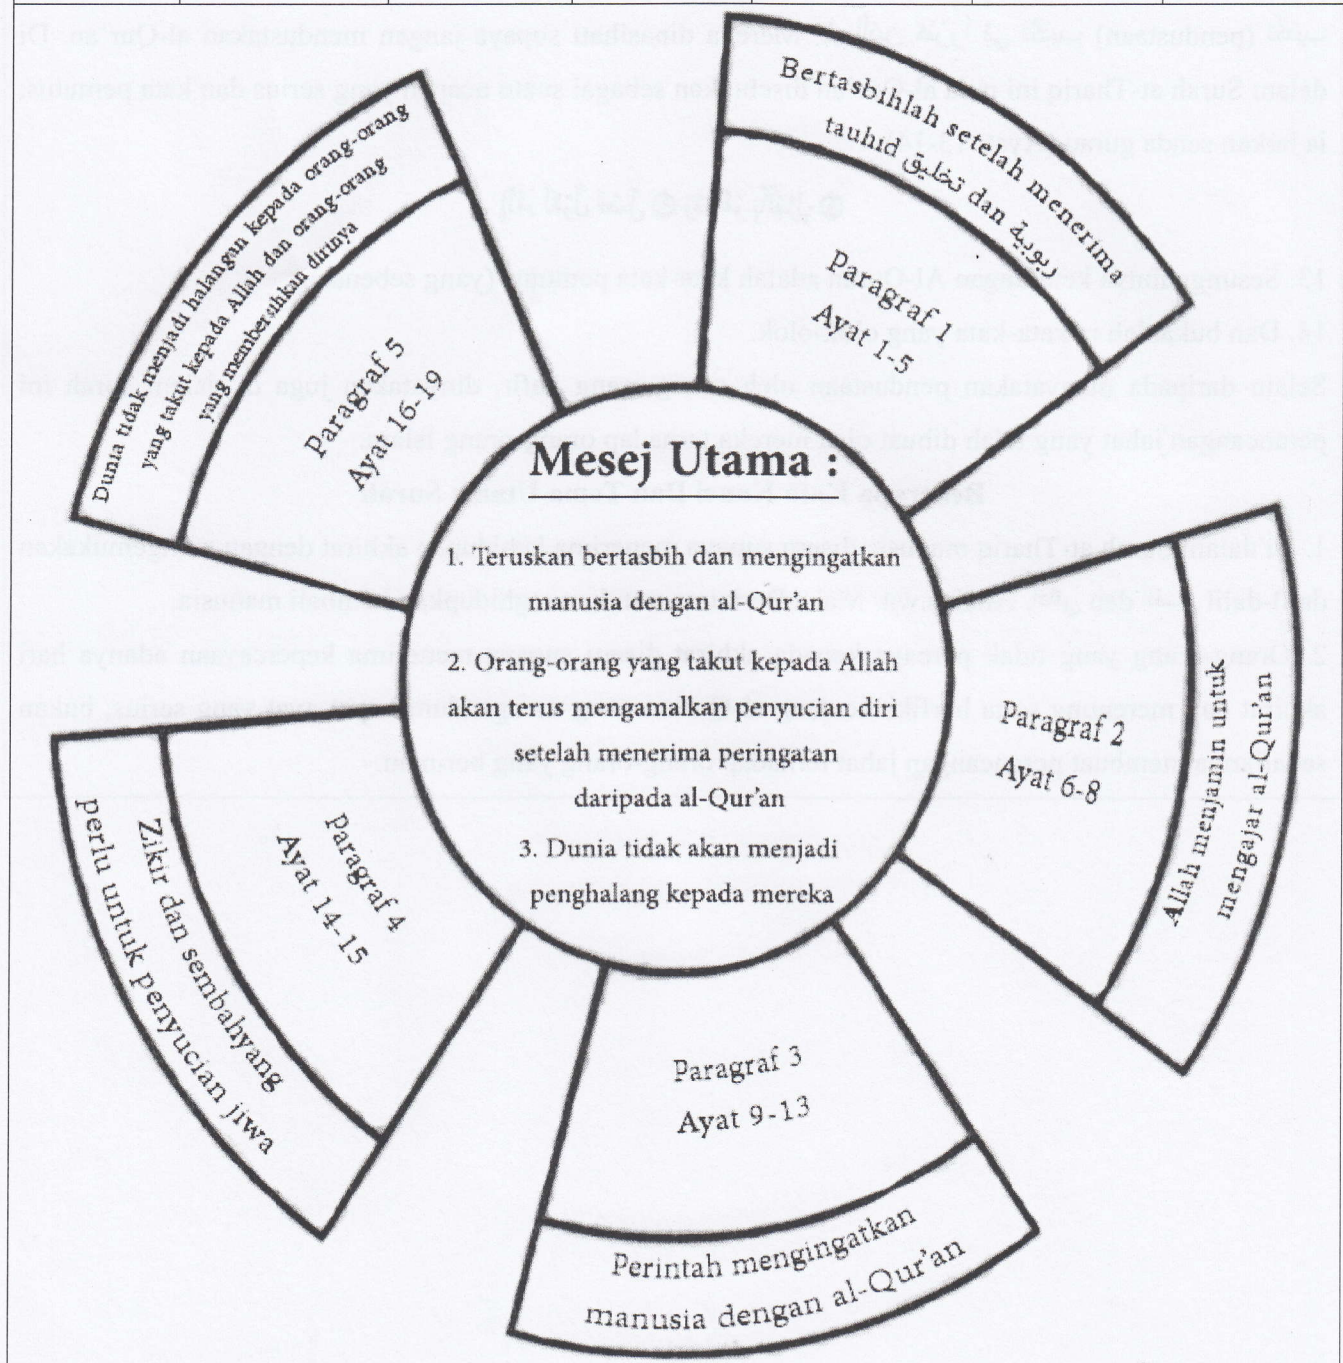 Mesej Utama :
1. Teruskan bertasbih dan mengingatkan
manusia dengan al-Qur'an
2. Orang-orang yang takut kepada Allah
akan terus mengamalkan penyucian diri
setelah menerima peringatan
daripada al-Qur'an
3. Dunia tidak akan menjadi
penghalang kepada mereka
Bertasbihlah setelah menerima
tauhid تخليق dan ربوبية
Paragraf 1
Ayat 1-5
Paragraf 2
Ayat 6-8
Allah menjamin untuk
mengajar al-Qur'an
Paragraf 3
Ayat 9-13
Perintah mengingatkan
manusia dengan al-Qur'an
Paragraf 4
Ayat 14-15
Zikir dan sembahyang
perlu untuk penyucian jiwa
Dunia tidak menjadi halangan kepada orang-orang
yang takut kepada Allah dan orang-orang
yang membersihkan dirinya
Paragraf 5
Ayat 16-19